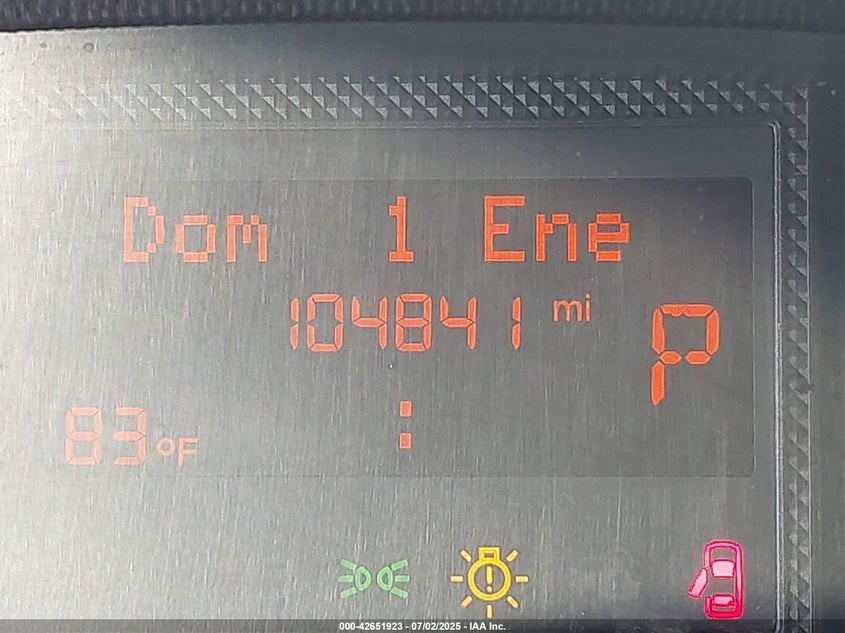 Dom 1 Ene
104841 mi
P
83°F :
000-42651923 - 07/02/2025 - IAA Inc.